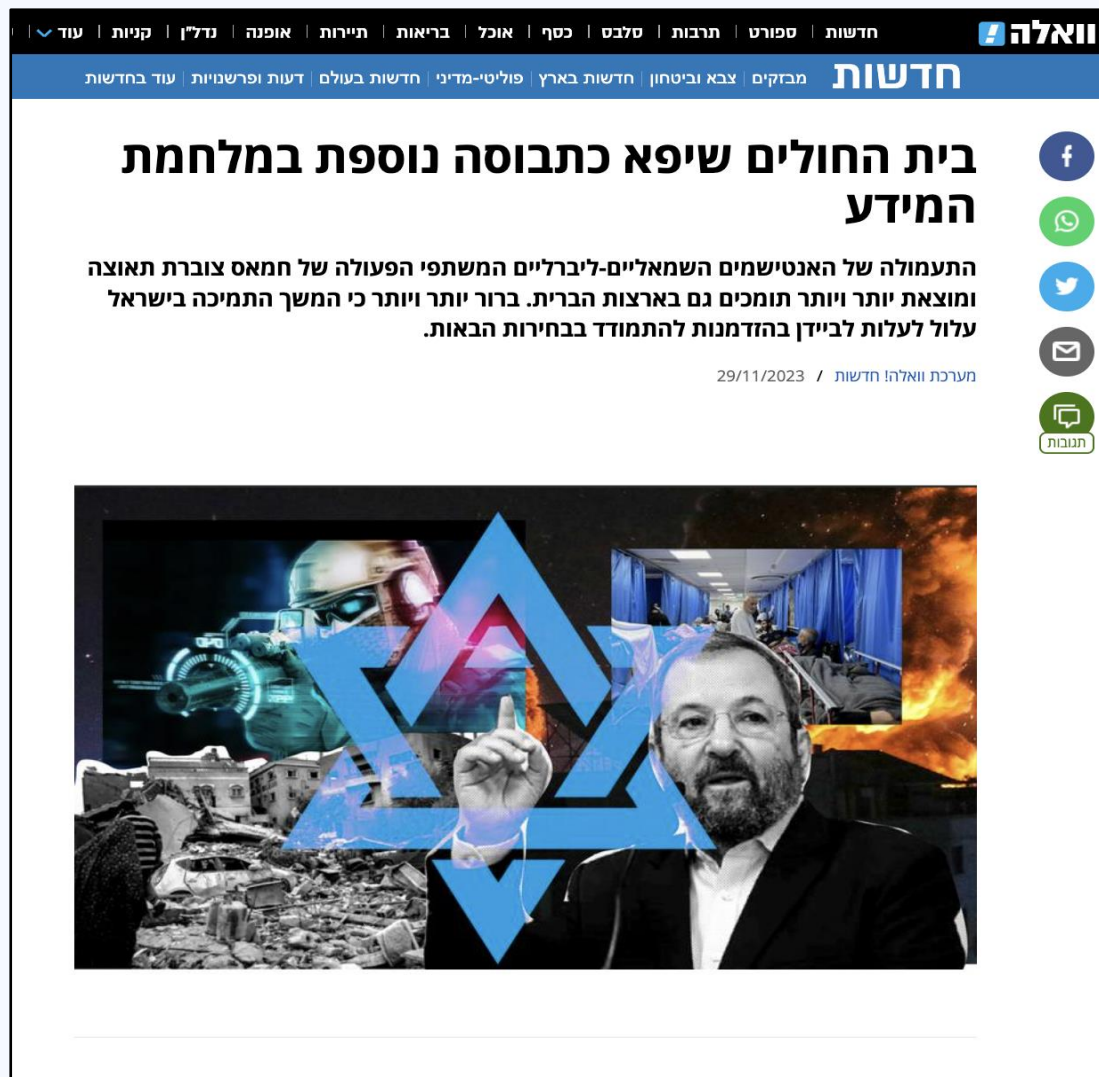 וואלה!
חדשות | ספורט | תרבות | סלבס | כסף | אוכל | בריאות | תיירות | אופנה | נדל"ן | קניות | עוד
חדשות
מבזקים | צבא וביטחון | חדשות בארץ | פוליטי-מדיני | חדשות בעולם | דעות ופרשנויות | עוד בחדשות
בית החולים שיפא כתבוסה נוספת במלחמת
המידע
התעמולה של האנטישמים השמאליים-ליברליים המשתפי הפעולה של חמאס צוברת תאוצה
ומוצאת יותר ויותר תומכים גם בארצות הברית. ברור יותר ויותר כי המשך התמיכה בישראל
עלול לעלות לביידן בהזדמנות להתמודד בבחירות הבאות.
מערכת וואלה! חדשות / 29/11/2023
תגובות